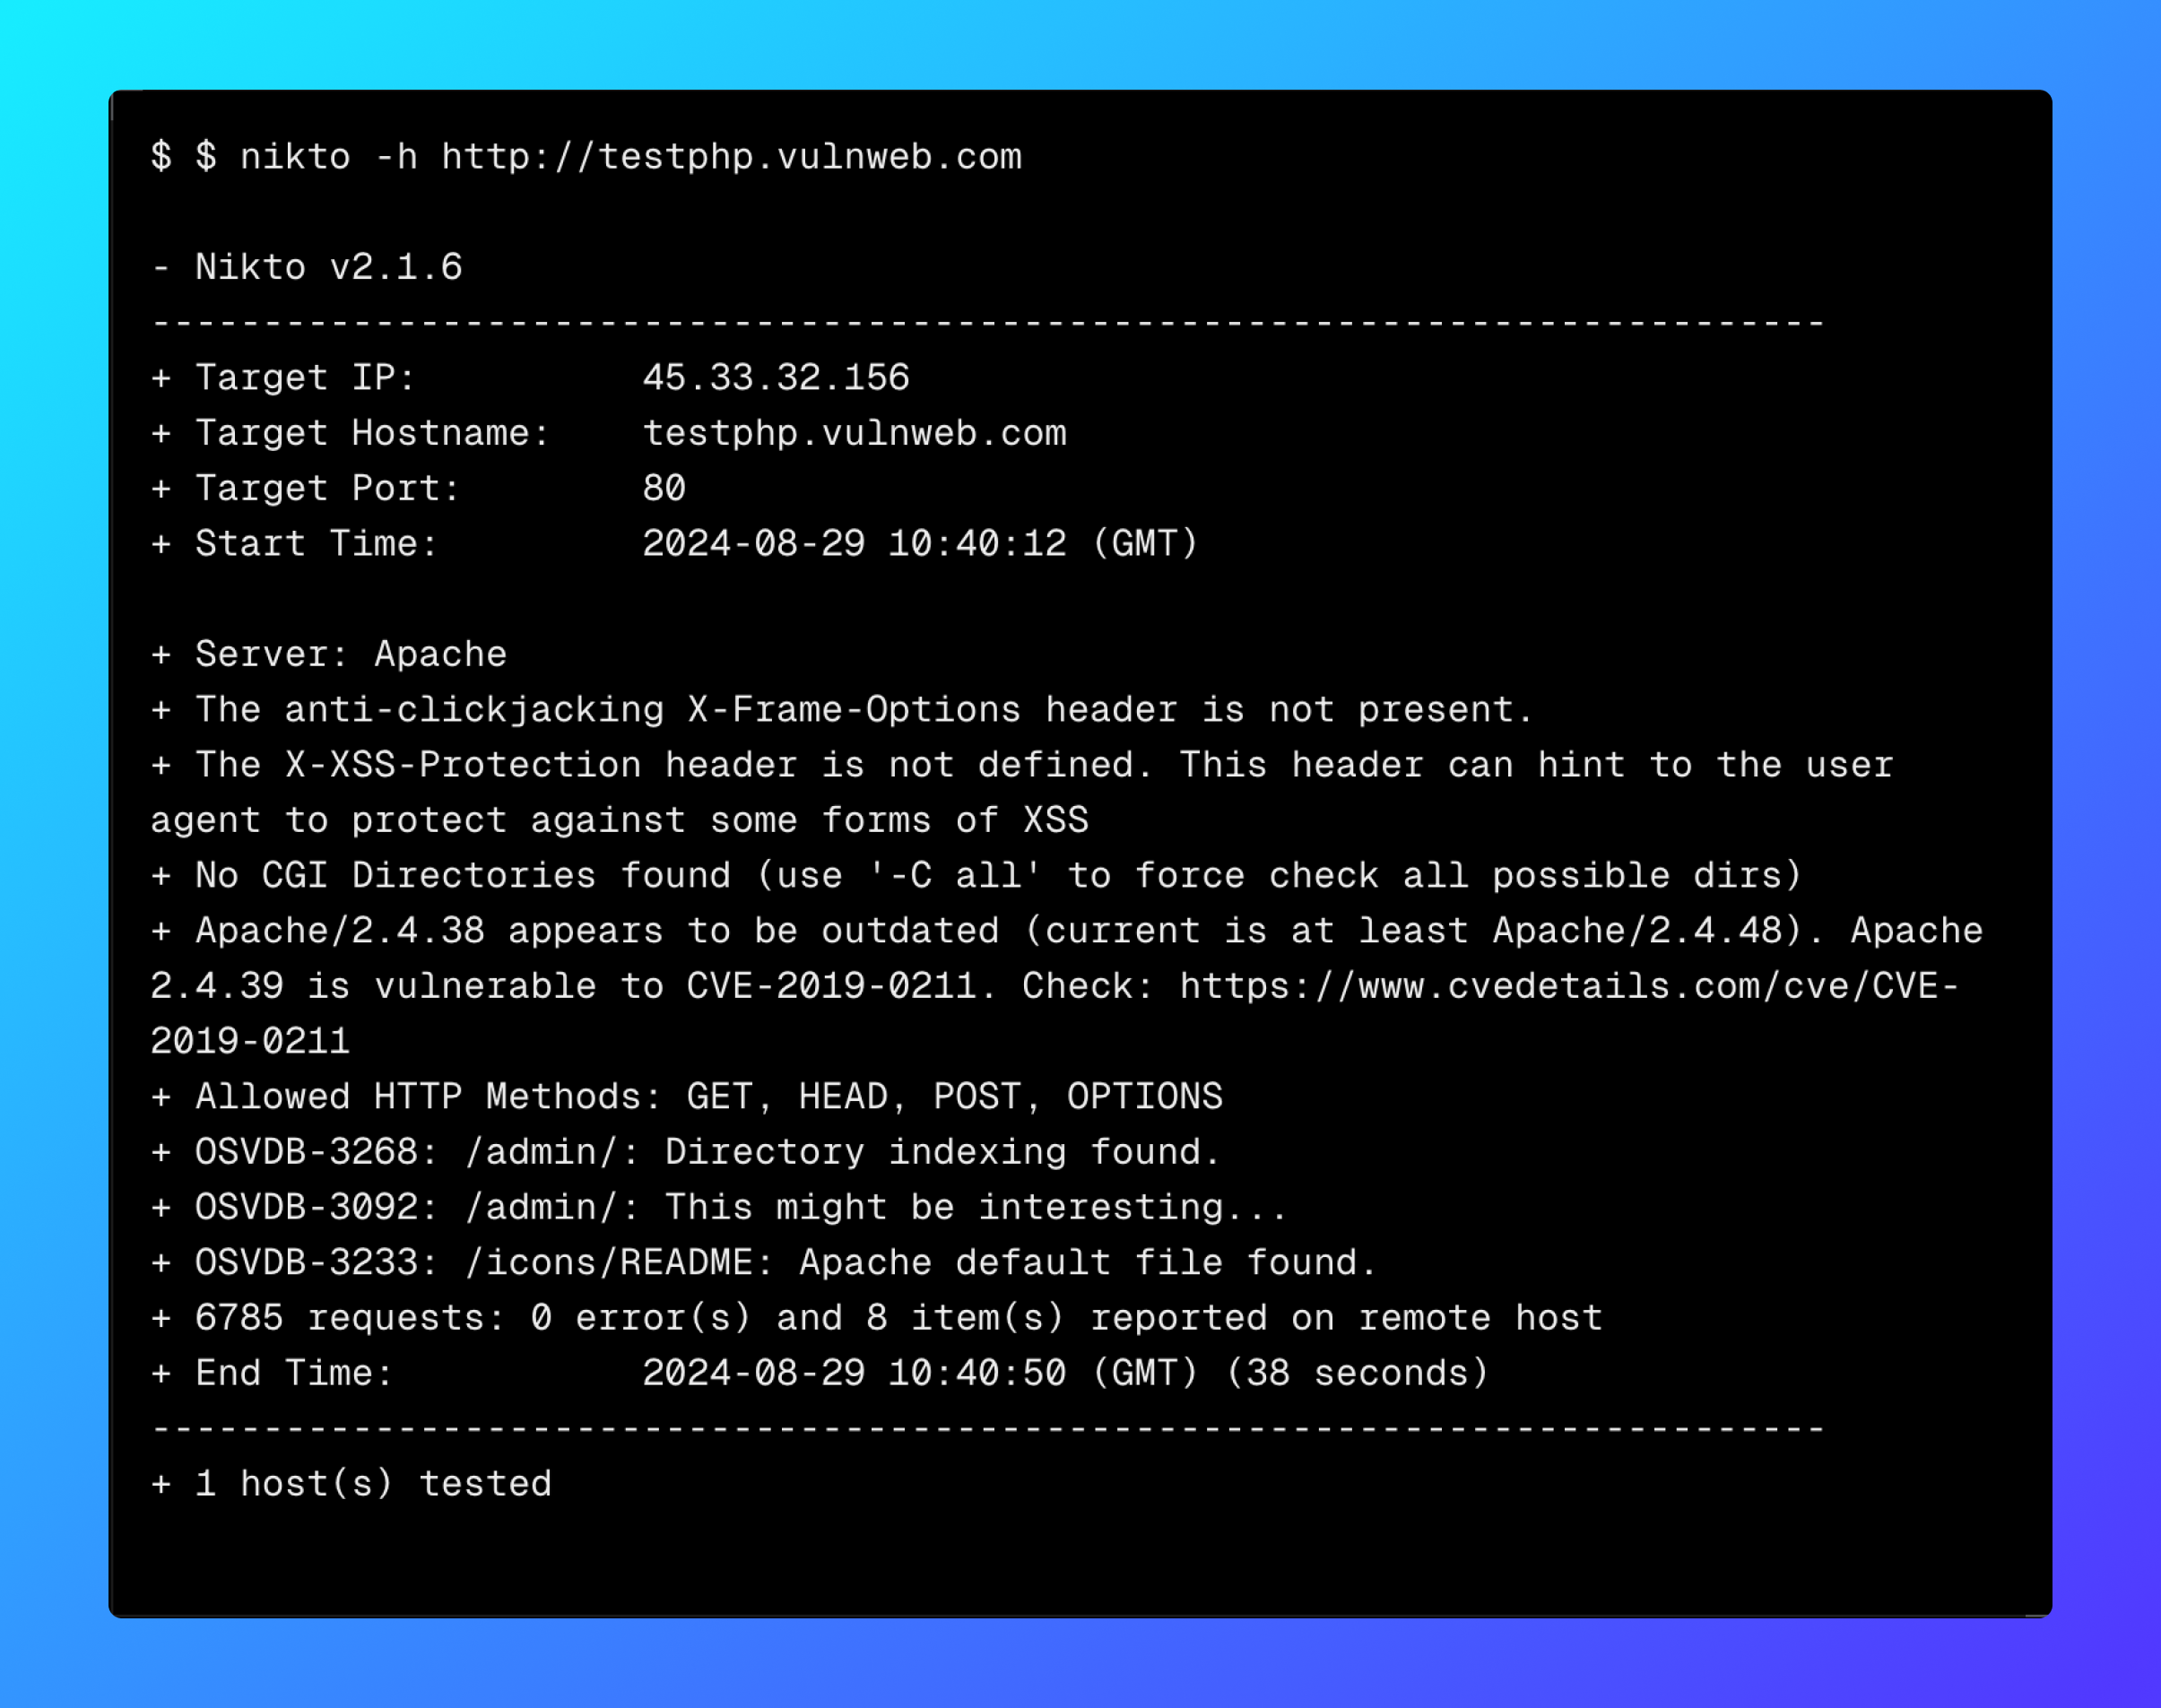 $ $ nikto -h http://testphp.vulnweb.com
- Nikto v2.1.6
---------------------------------------------------------------------------
+ Target IP:          45.33.32.156
+ Target Hostname:    testphp.vulnweb.com
+ Target Port:        80
+ Start Time:         2024-08-29 10:40:12 (GMT)
+ Server: Apache
+ The anti-clickjacking X-Frame-Options header is not present.
+ The X-XSS-Protection header is not defined. This header can hint to the user
agent to protect against some forms of XSS
+ No CGI Directories found (use '-C all' to force check all possible dirs)
+ Apache/2.4.38 appears to be outdated (current is at least Apache/2.4.48). Apache
2.4.39 is vulnerable to CVE-2019-0211. Check: https://www.cvedetails.com/cve/CVE-
2019-0211
+ Allowed HTTP Methods: GET, HEAD, POST, OPTIONS
+ OSVDB-3268: /admin/: Directory indexing found.
+ OSVDB-3092: /admin/: This might be interesting...
+ OSVDB-3233: /icons/README: Apache default file found.
+ 6785 requests: 0 error(s) and 8 item(s) reported on remote host
+ End Time:           2024-08-29 10:40:50 (GMT) (38 seconds)
---------------------------------------------------------------------------
+ 1 host(s) tested